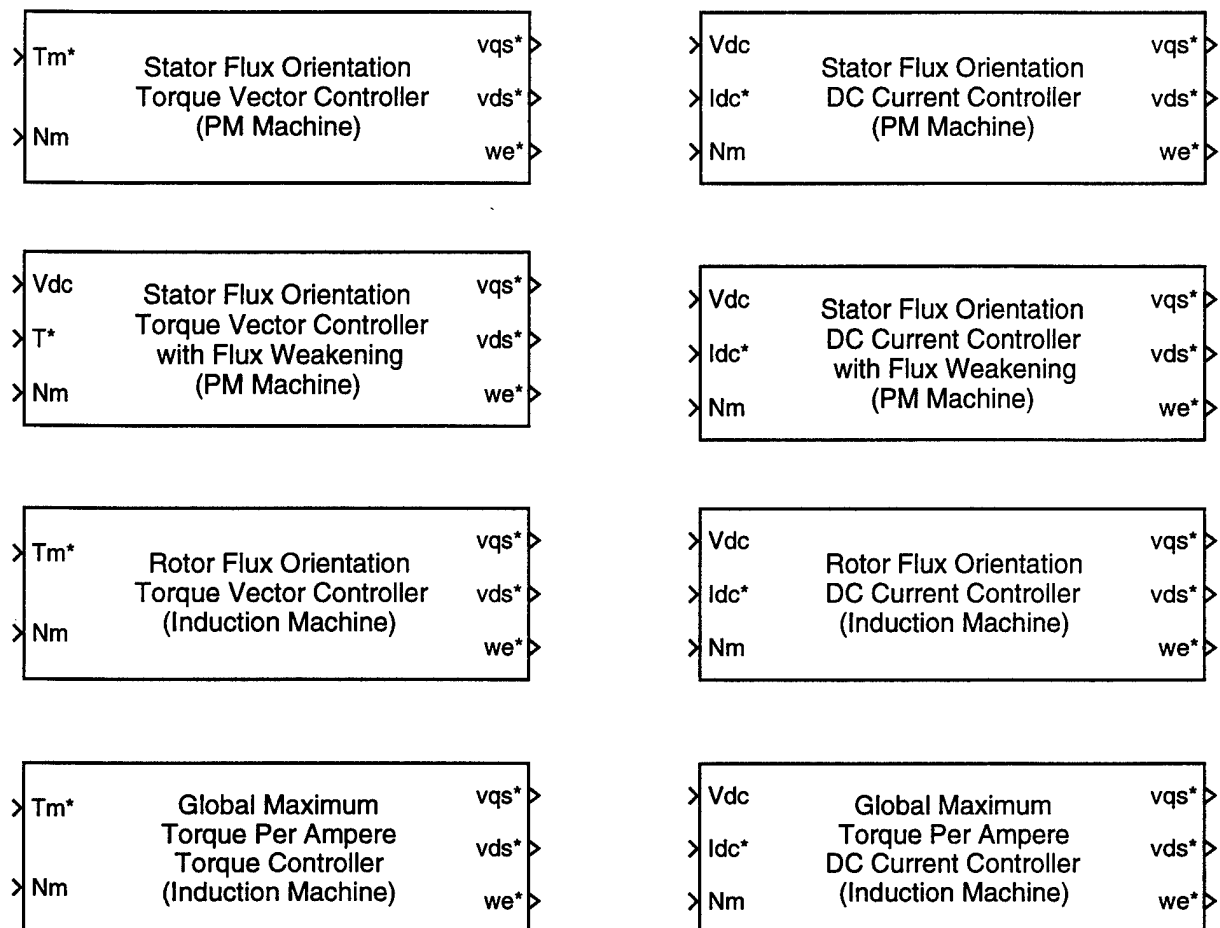 Tm*
Nm
Stator Flux Orientation
Torque Vector Controller
(PM Machine)
vqs*
vds*
we*
Vdc
Idc*
Nm
Stator Flux Orientation
DC Current Controller
(PM Machine)
vqs*
vds*
we*
Vdc
T*
Nm
Stator Flux Orientation
Torque Vector Controller
with Flux Weakening
(PM Machine)
vqs*
vds*
we*
Vdc
Idc*
Nm
Stator Flux Orientation
DC Current Controller
with Flux Weakening
(PM Machine)
vqs*
vds*
we*
Tm*
Nm
Rotor Flux Orientation
Torque Vector Controller
(Induction Machine)
vqs*
vds*
we*
Vdc
Idc*
Nm
Rotor Flux Orientation
DC Current Controller
(Induction Machine)
vqs*
vds*
we*
Tm*
Nm
Global Maximum
Torque Per Ampere
Torque Controller
(Induction Machine)
vqs*
vds*
we*
Vdc
Idc*
Nm
Global Maximum
Torque Per Ampere
DC Current Controller
(Induction Machine)
vqs*
vds*
we*